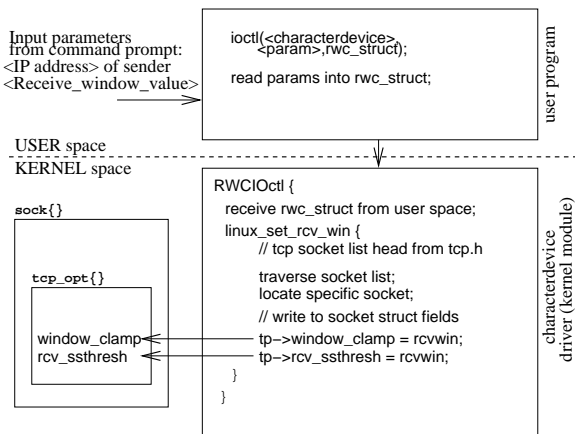 Input parameters
from command prompt:
<IP address> of sender
<Receive_window_value>
ioctl(<characterdevice>,
<param>,rwc_struct);
read params into rwc_struct;
user program
USER space
KERNEL space
sock{}
tcp_opt{}
window_clamp
rcv_ssthresh
RWCIOctl {
receive rwc_struct from user space;
linux_set_rcv_win {
// tcp socket list head from tcp.h
traverse socket list;
locate specific socket;
// write to socket struct fields
tp->window_clamp = rcvwin;
tp->rcv_ssthresh = rcvwin;
}
}
characterdevice
driver (kernel module)